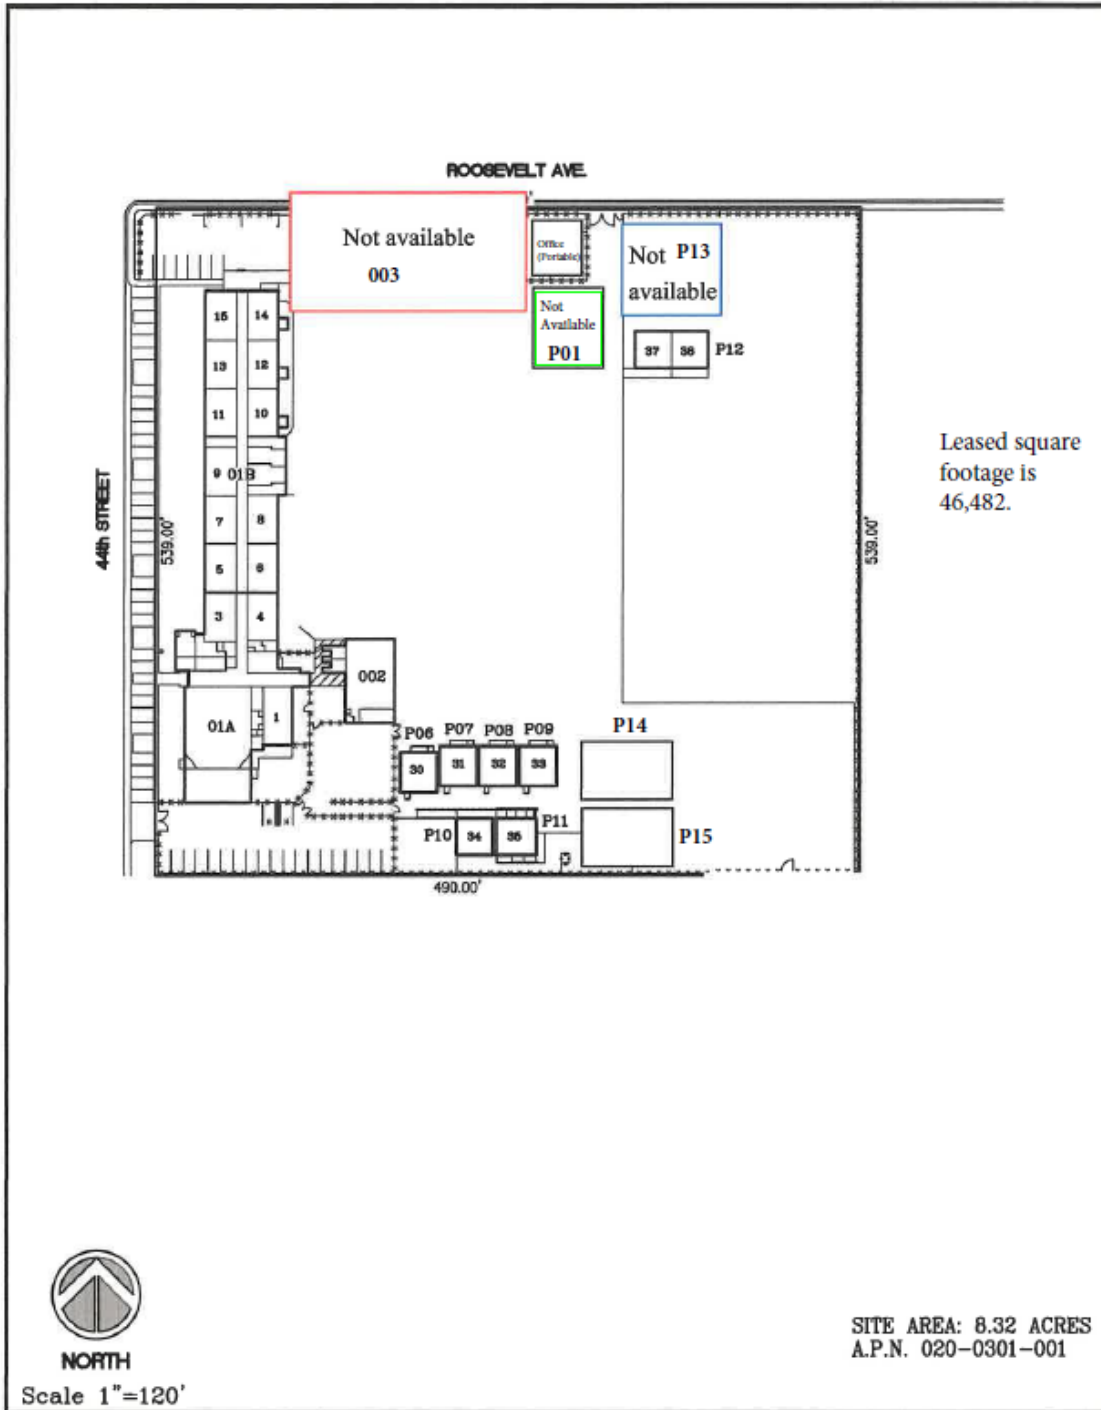 ROOSEVELT AVE.
Not available
003
Office
(Portable)
Not P13
available
Not
Available
P01
15 14
37 38 P12
13 12
11 10
Leased square
footage is
46,482.
9 01B
44th STREET
7 8
539.00'
539.00'
5 6
3 4
002
01A
1
P14
P06 P07 P08 P09
30 31 32 33
P10 34 35 P11
P15
490.00'
NORTH
Scale 1"=120'
SITE AREA: 8.32 ACRES
A.P.N. 020-0301-001